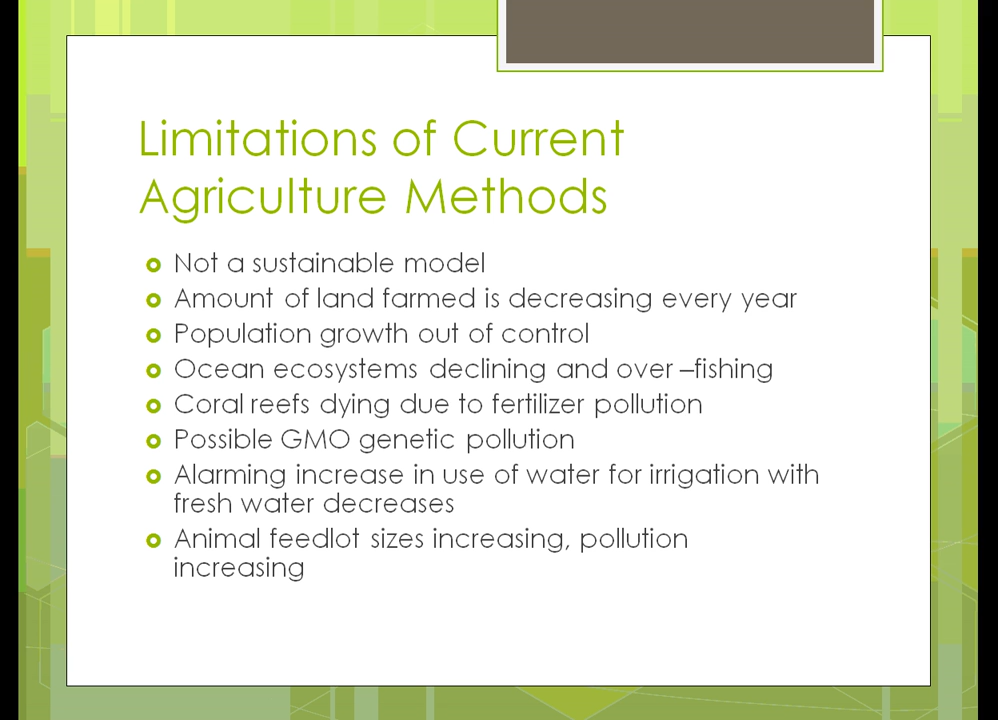 Limitations of Current
Agriculture Methods
Not a sustainable model
Amount of land farmed is decreasing every year
Population growth out of control
Ocean ecosystems declining and over –fishing
Coral reefs dying due to fertilizer pollution
Possible GMO genetic pollution
Alarming increase in use of water for irrigation with
fresh water decreases
Animal feedlot sizes increasing, pollution
increasing